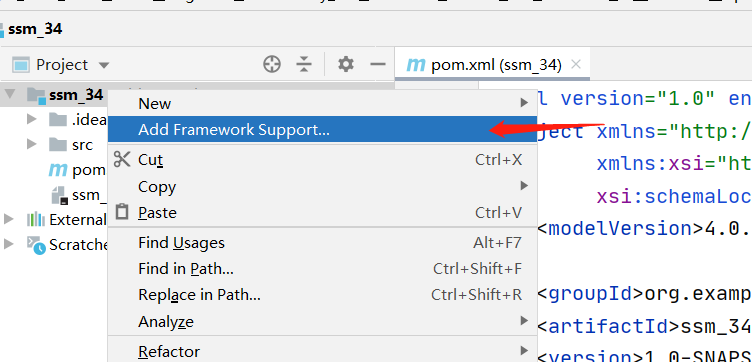 ssm_34
Project
pom.xml (ssm_34)
ssm_34
New
Add Framework Support...
.idea
src
pom
ssm_
External
Scratche
Cut Ctrl+X
Copy
Paste Ctrl+V
Find Usages Alt+F7
Find in Path... Ctrl+Shift+F
Replace in Path... Ctrl+Shift+R
Analyze
Refactor
l version="1.0" en
ject xmlns="http:/
xmlns:xsi="ht
xsi:schemaLoc
<modelVersion>4.0.
<groupId>org.examp
<artifactId>ssm_34
<version>1.0-SNAPS